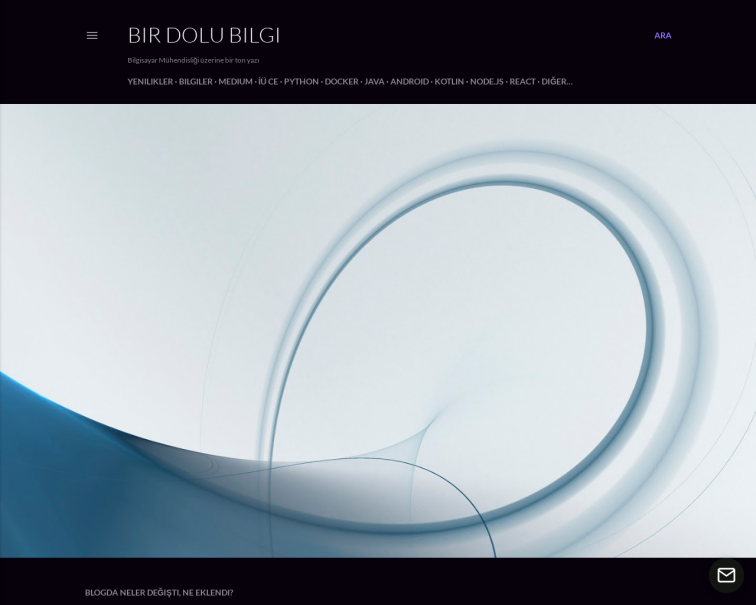 BIR DOLU BILGI
ARA
Bilgisayar Mühendisliği üzerine bir ton yazı
YENILIKLER · BILGILER · MEDIUM · İÜ CE · PYTHON · DOCKER · JAVA · ANDROID · KOTLIN · NODE.JS · REACT · DIĞER…
BLOGDA NELER DEĞIŞTI, NE EKLENDI?